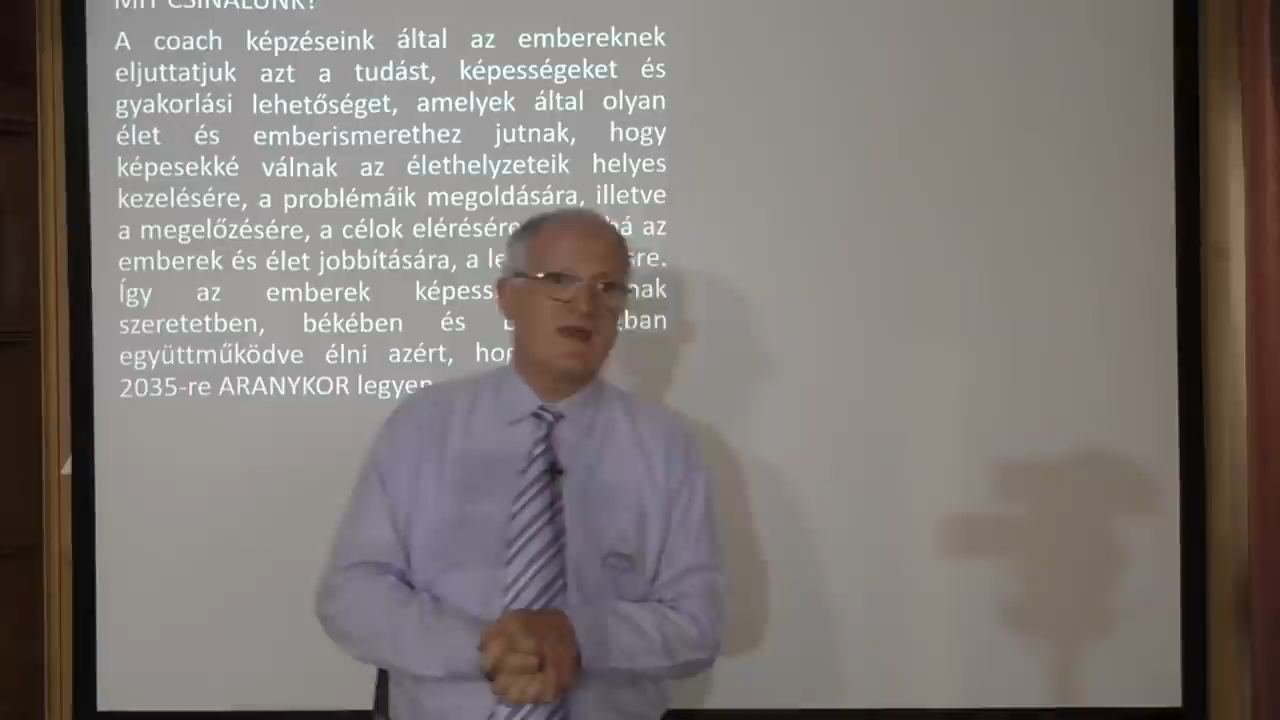 MIT CSINÁLUNK?
A coach képzéseink által az embereknek
eljuttatjuk azt a tudást, képességeket és
gyakorlási lehetőséget, amelyek által olyan
élet és emberismerethez jutnak, hogy
képesekké válnak az élethelyzeteik helyes
kezelésére, a problémáik megoldására, illetve
a megelőzésére, a célok elérésére az
emberek és élet jobbítására, a
Így az emberek
szeretetben, békében és
együttműködve élni azért,
2035-re ARANYKOR legyen